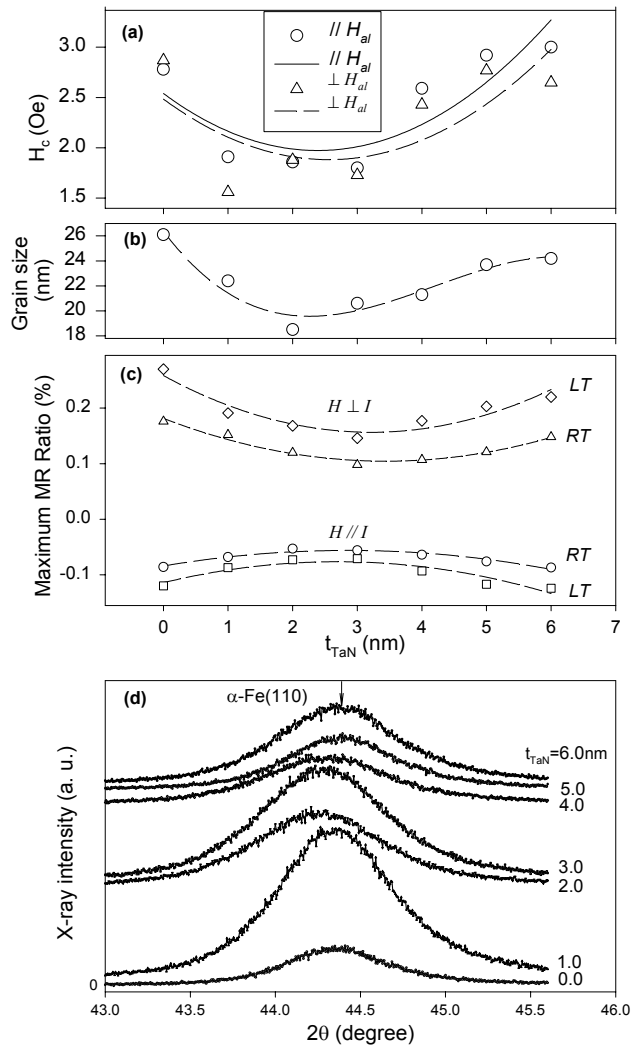 (a)
// H_al
// H_al
⊥ H_al
⊥ H_al
3.0
2.5
2.0
1.5
H_c (Oe)
(b)
26
24
22
20
18
Grain size
(nm)
(c)
H ⊥ I
LT
RT
H // I
RT
LT
0.2
0.1
0.0
-0.1
Maximum MR Ratio (%)
0 1 2 3 4 5 6 7
t_TaN (nm)
(d)
α-Fe(110)
t_TaN=6.0nm
5.0
4.0
3.0
2.0
1.0
0.0
X-ray intensity (a. u.)
0
43.0 43.5 44.0 44.5 45.0 45.5 46.0
2θ (degree)